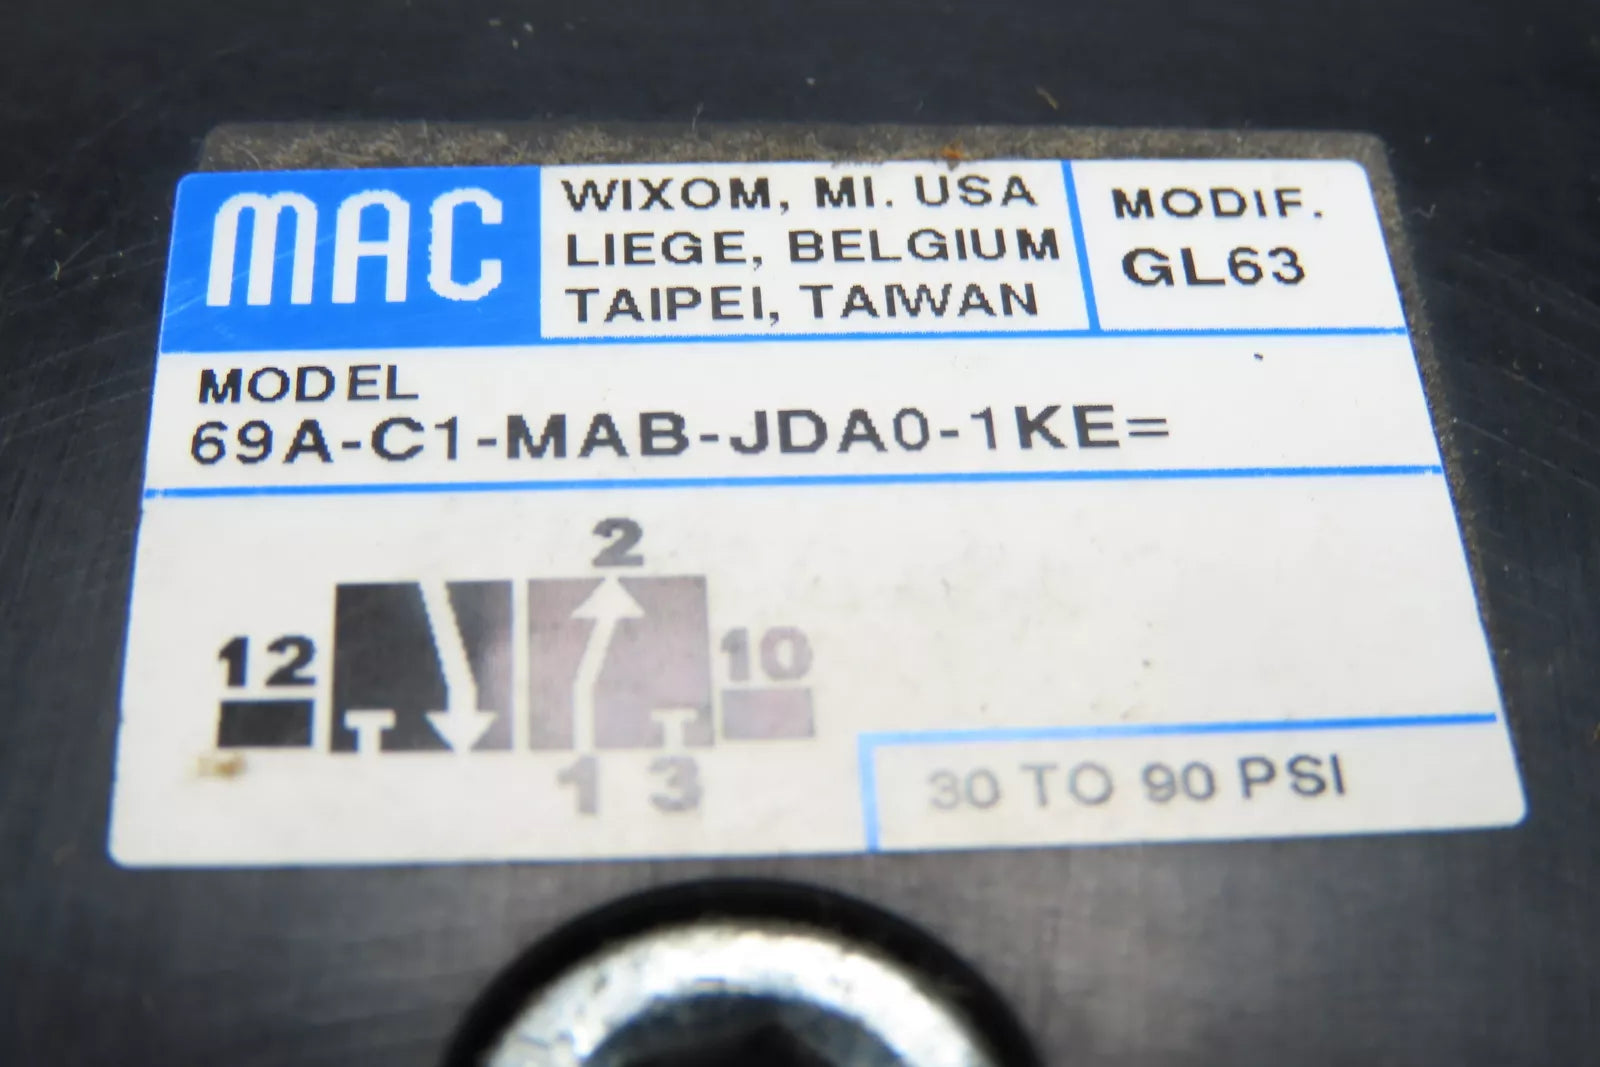 MAC
WIXOM, MI. USA
LIEGE, BELGIUM
TAIPEI, TAIWAN
MODIF.
GL63
MODEL
69A-C1-MAB-JDA0-1KE=
2
12
10
1 3
30 TO 90 PSI